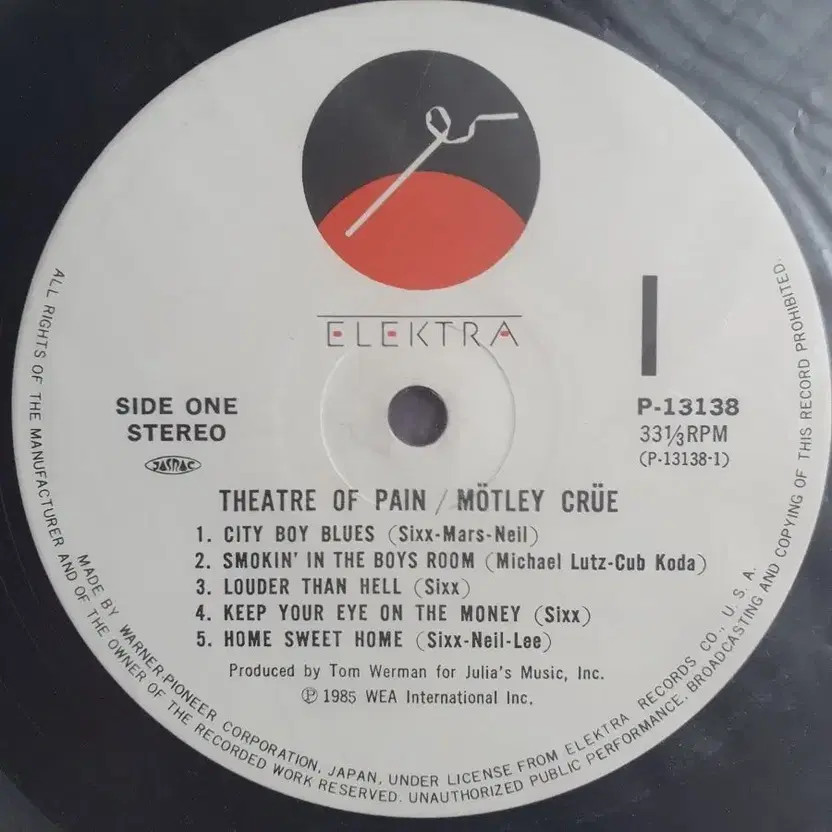 ELEKTRA
SIDE ONE
STEREO
JASRAC
P-13138
33⅓RPM
(P-13138-1)
THEATRE OF PAIN / MÖTLEY CRÜE
1. CITY BOY BLUES (Sixx-Mars-Neil)
2. SMOKIN' IN THE BOYS ROOM (Michael Lutz-Cub Koda)
3. LOUDER THAN HELL (Sixx)
4. KEEP YOUR EYE ON THE MONEY (Sixx)
5. HOME SWEET HOME (Sixx-Neil-Lee)
Produced by Tom Werman for Julia's Music, Inc.
Ⓟ 1985 WEA International Inc.
MADE BY WARNER-PIONEER CORPORATION, JAPAN, UNDER LICENSE FROM ELEKTRA RECORDS CO., U.S.A.
ALL RIGHTS OF THE MANUFACTURER AND OF THE OWNER OF THE RECORDED WORK RESERVED. UNAUTHORIZED PUBLIC PERFORMANCE, BROADCASTING AND COPYING OF THIS RECORD PROHIBITED.